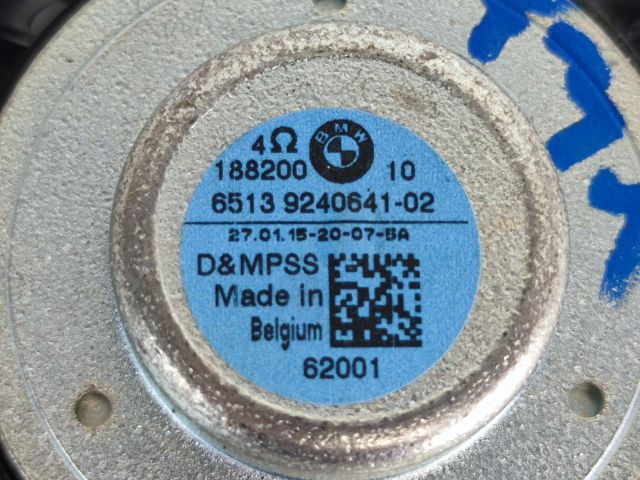 4Ω BMW
188200 10
6513 9240641-02
27.01.15-20-07-BA
D&MPSS
Made in
Belgium
62001